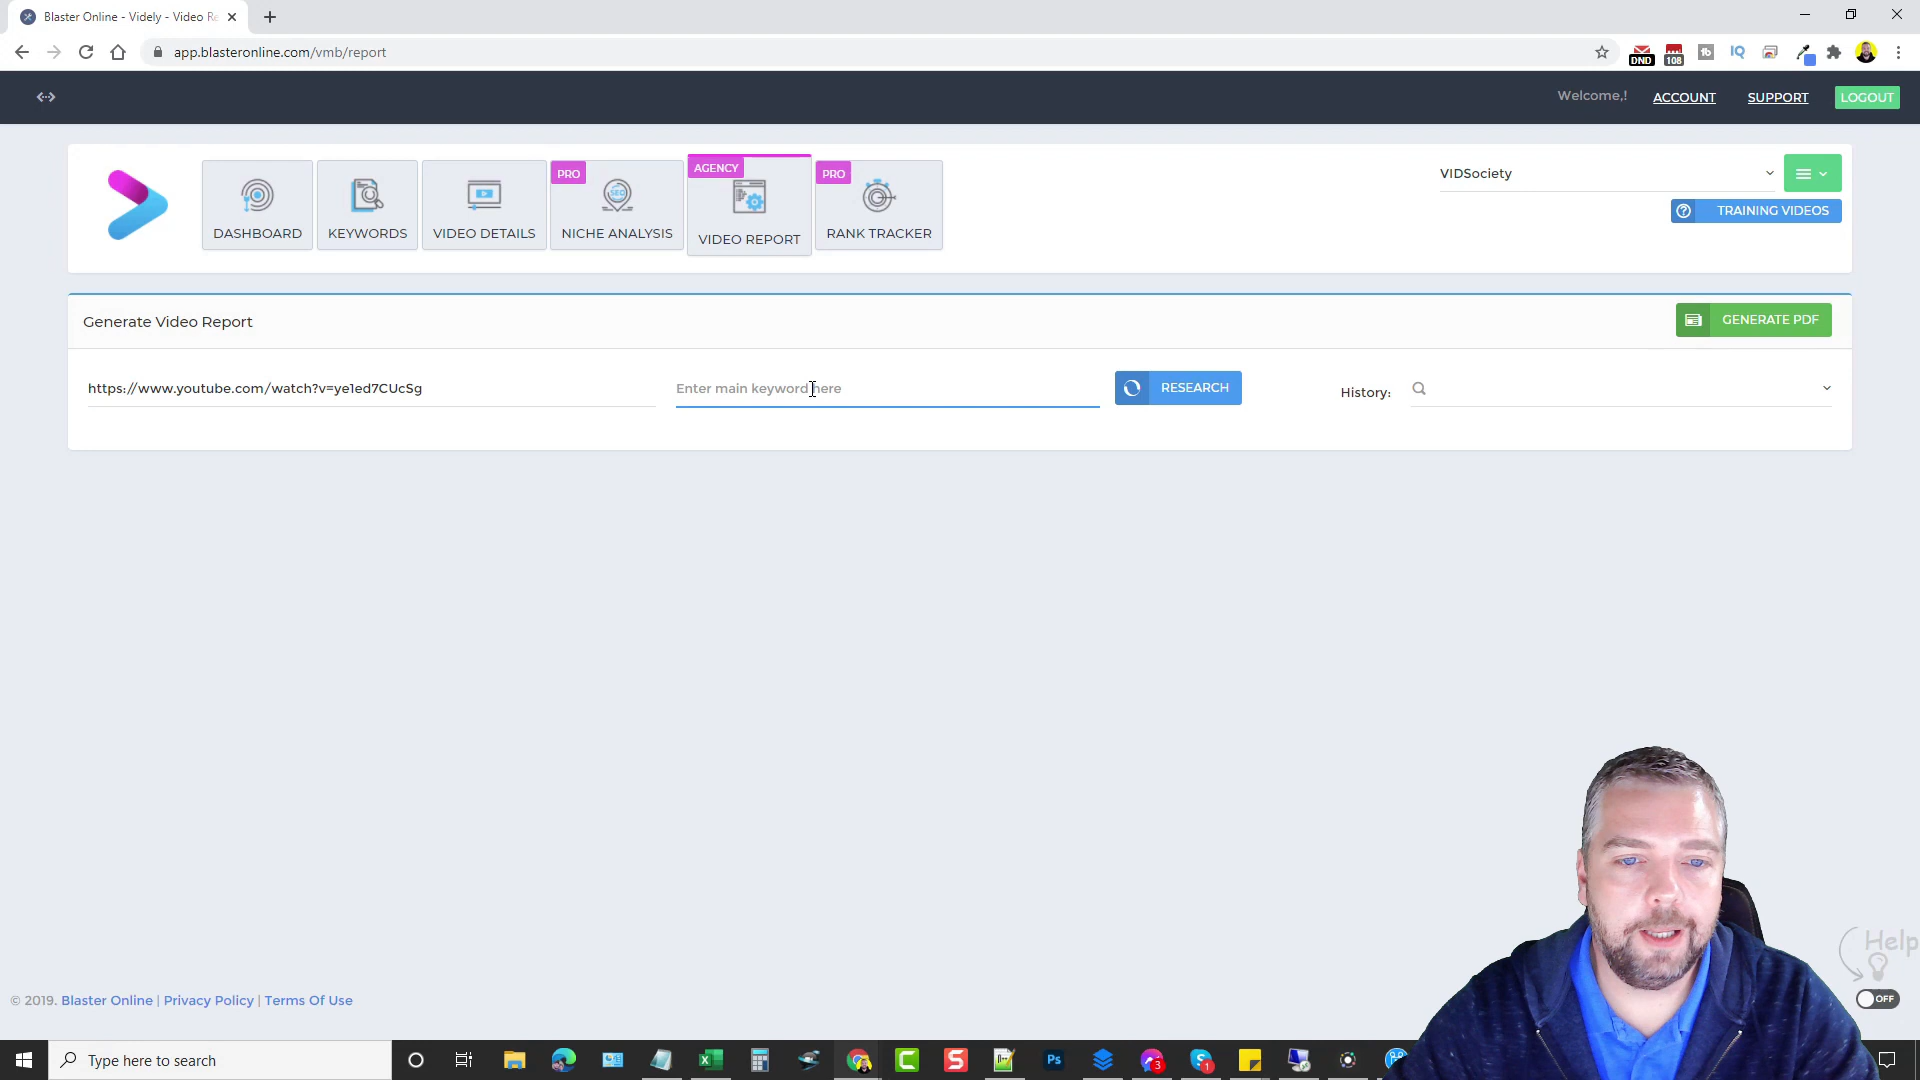 Blaster Online - Videly - Video Re
app.blasteronline.com/vmb/report
DND
108
Welcome,!
ACCOUNT
SUPPORT
LOGOUT
DASHBOARD
KEYWORDS
VIDEO DETAILS
PRO
NICHE ANALYSIS
AGENCY
VIDEO REPORT
PRO
RANK TRACKER
VIDSociety
TRAINING VIDEOS
Generate Video Report
GENERATE PDF
https://www.youtube.com/watch?v=ye1ed7CUcSg
Enter main keyword here
RESEARCH
History:
Help
OFF
© 2019. Blaster Online | Privacy Policy | Terms Of Use
Type here to search